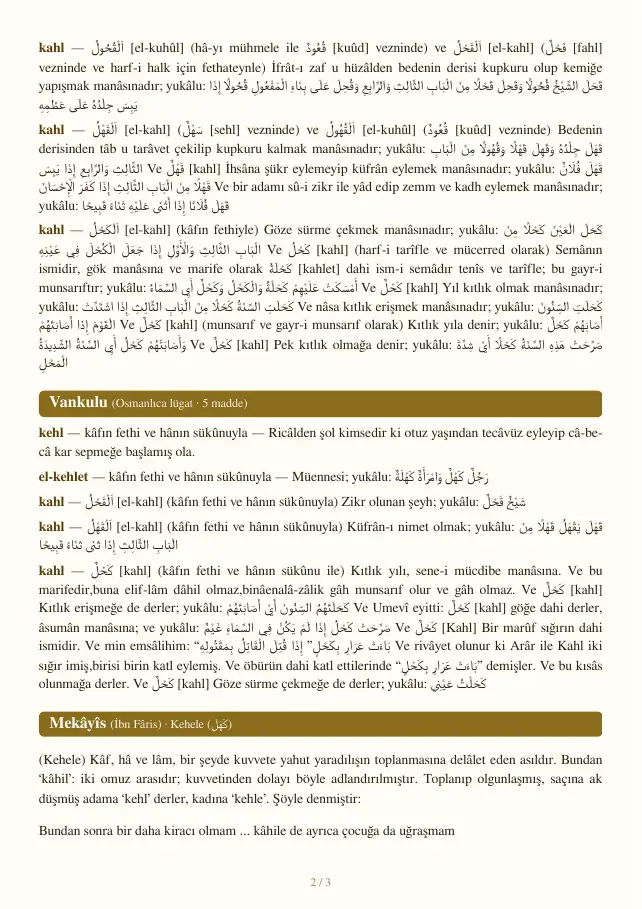 kahl — اَلْقُحُولُ [el-kuhûl] (hâ-yı mühmele ile قُعُودٌ [kuûd] vezninde) ve اَلْقَحْلُ [el-kahl] (فَحْلٌ [fahl]
vezninde ve harf-i halk için fethateynle) İfrât-ı zaf u hüzâlden bedenin derisi kupkuru olup kemiğe
yapışmak manâsınadır; yukâlu: قَحَلَ الشَّيْخُ قُحُولًا وَقَحِلَ قَحْلًا مِنَ الْبَابِ الثَّالِثِ وَالرَّابِعِ وَقُحِلَ عَلَى بِنَاءِ الْمَفْعُولِ قُحُولًا إِذَا
يَبِسَ جِلْدُهُ عَلَى عَظْمِهِ
kahl — اَلْقَهْلُ [el-kahl] (سَهْلٌ [sehl] vezninde) ve اَلْقُهُولُ [el-kuhûl] (قُعُودٌ [kuûd] vezninde) Bedenin
derisinden tâb u tarâvet çekilip kupkuru kalmak manâsınadır; yukâlu: قَهَلَ جِلْدُهُ وَقَهِلَ قَهْلًا وَقُهُولًا مِنَ الْبَابِ
الثَّالِثِ وَالرَّابِعِ إِذَا يَبِسَ Ve قَهْلٌ [kahl] İhsâna şükr eylemeyip küfrân eylemek manâsınadır; yukâlu: قَهَلَ فُلَانٌ
قَهْلًا مِنَ الْبَابِ الثَّالِثِ إِذَا كَفَرَ الْإِحْسَانَ Ve bir adamı sû-i zikr ile yâd edip zemm ve kadh eylemek manâsınadır;
yukâlu: قَهَلَ فُلَانًا إِذَا أَثْنَى عَلَيْهِ ثَنَاءً قَبِيحًا
kahl — اَلْكَحْلُ [el-kahl] (kâfın fethiyle) Göze sürme çekmek manâsınadır; yukâlu: كَحَلَ الْعَيْنَ كَحْلًا مِنَ
الْبَابِ الثَّالِثِ وَالْأَوَّلِ إِذَا جَعَلَ الْكُحْلَ فِي عَيْنِهِ Ve كَحْلُ [kahl] (harf-i tarîfle ve mücerred olarak) Semânın
ismidir, gök manâsına ve marife olarak كَحْلَةُ [kahlet] dahi ism-i semâdır tenîs ve tarîfle; bu gayr-i
munsarıftır; yukâlu: أَمْسَكَتْ عَلَيْهِمْ كَحْلَةُ وَالْكَحْلُ وَكَحْلُ أَيِ السَّمَاءُ Ve كَحْلٌ [kahl] Yıl kıtlık olmak manâsınadır;
yukâlu: كَحَلَتِ السَّنَةُ كَحْلًا مِنَ الْبَابِ الثَّالِثِ إِذَا اشْتَدَّتْ Ve nâsa kıtlık erişmek manâsınadır; yukâlu: كَحَلَتِ السِّنُونَ
الْقَوْمَ إِذَا أَصَابَتْهُمْ Ve كَحْلٌ [kahl] (munsarıf ve gayr-i munsarıf olarak) Kıtlık yıla denir; yukâlu: أَصَابَهُمْ كَحْلٌ
وَأَصَابَتْهُمْ كَحْلُ أَيِ السَّنَةُ الشَّدِيدَةُ Ve كَحْلٌ [kahl] Pek kıtlık olmağa denir; yukâlu: صَرَّحَتْ هَذِهِ السَّنَةُ كَحْلًا أَيْ شِدَّةَ
الْمَحْلِ
Vankulu (Osmanlıca lügat · 5 madde)
kehl — kâfın fethi ve hânın sükûnuyla — Ricâlden şol kimsedir ki otuz yaşından tecâvüz eyleyip câ-be-
câ kar sepmeğe başlamış ola.
el-kehlet — kâfın fethi ve hânın sükûnuyla — Müennesi; yukâlu: رَجُلٌ كَهْلٌ وَامْرَأَةٌ كَهْلَةٌ
kahl — اَلْقَحْلُ [el-kahl] (kâfın fethi ve hânın sükûnuyla) Zikr olunan şeyh; yukâlu: شَيْخٌ قَحْلٌ
kahl — اَلْقَهْلُ [el-kahl] (kâfın fethi ve hânın sükûnuyla) Küfrân-ı nimet olmak; yukâlu: قَهَلَ يَقْهَلُ قَهْلًا مِنَ
الْبَابِ الثَّالِثِ إِذَا ثَنَى ثَنَاءً قَبِيحًا
kahl — كَحْلٌ [kahl] (kâfın fethi ve hânın sükûnu ile) Kıtlık yılı, sene-i mücdibe manâsına. Ve bu
marifedir,buna elif-lâm dâhil olmaz,binâenalâ-zâlik gâh munsarıf olur ve gâh olmaz. Ve كَحْلٌ [kahl]
Kıtlık erişmeğe de derler; yukâlu: كَحَلَتْهُمُ السِّنُونَ أَيْ أَصَابَتْهُمْ Ve Umevî eyitti: كَحْلٌ [kahl] göğe dahi derler,
âsumân manâsına; ve yukâlu: صَرَّحَتْ كَحْلُ إِذَا لَمْ يَكُنْ فِي السَّمَاءِ غَيْمٌ Ve كَحْلٌ [Kahl] Bir marûf sığırın dahi
ismidir. Ve min emsâlihim: “بَاءَتْ عَرَارِ بِكَحْلٍ” إِذَا قُتِلَ الْقَاتِلُ بِمَقْتُولِهِ Ve rivâyet olunur ki Arâr ile Kahl iki
sığır imiş,birisi birin katl eylemiş. Ve öbürün dahi katl ettilerinde “بَاءَتْ عَرَارِ بِكَحْلٍ” demişler. Ve bu kısâs
olunmağa derler. Ve كَحْلٌ [kahl] Göze sürme çekmeğe de derler; yukâlu: كَحَلْتُ عَيْنِي
Mekâyîs (İbn Fâris) · Kehele (كَهَلَ)
(Kehele) Kâf, hâ ve lâm, bir şeyde kuvvete yahut yaradılışın toplanmasına delâlet eden asıldır. Bundan
‘kâhil’: iki omuz arasıdır; kuvvetinden dolayı böyle adlandırılmıştır. Toplanıp olgunlaşmış, saçına ak
düşmüş adama ‘kehl’ derler, kadına ‘kehle’. Şöyle denmiştir:
Bundan sonra bir daha kiracı olmam ... kâhile de ayrıca çocuğa da uğraşmam
2 / 3